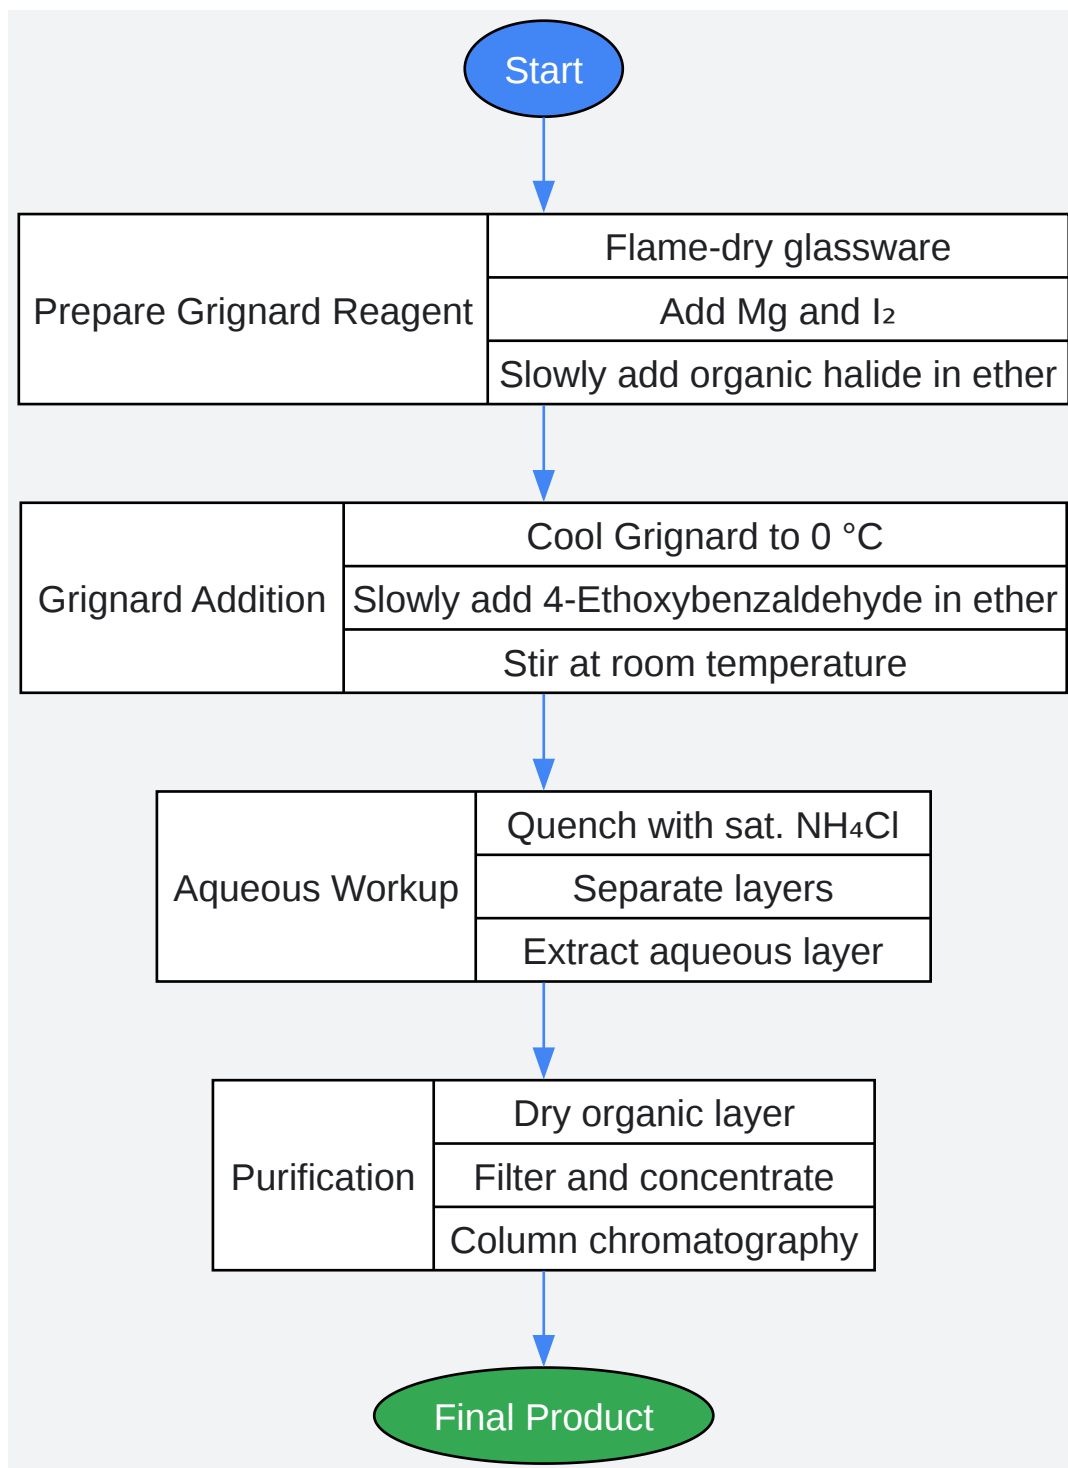 Start
Prepare Grignard Reagent
Flame-dry glassware
Add Mg and I₂
Slowly add organic halide in ether
Grignard Addition
Cool Grignard to 0 °C
Slowly add 4-Ethoxybenzaldehyde in ether
Stir at room temperature
Aqueous Workup
Quench with sat. NH₄Cl
Separate layers
Extract aqueous layer
Purification
Dry organic layer
Filter and concentrate
Column chromatography
Final Product